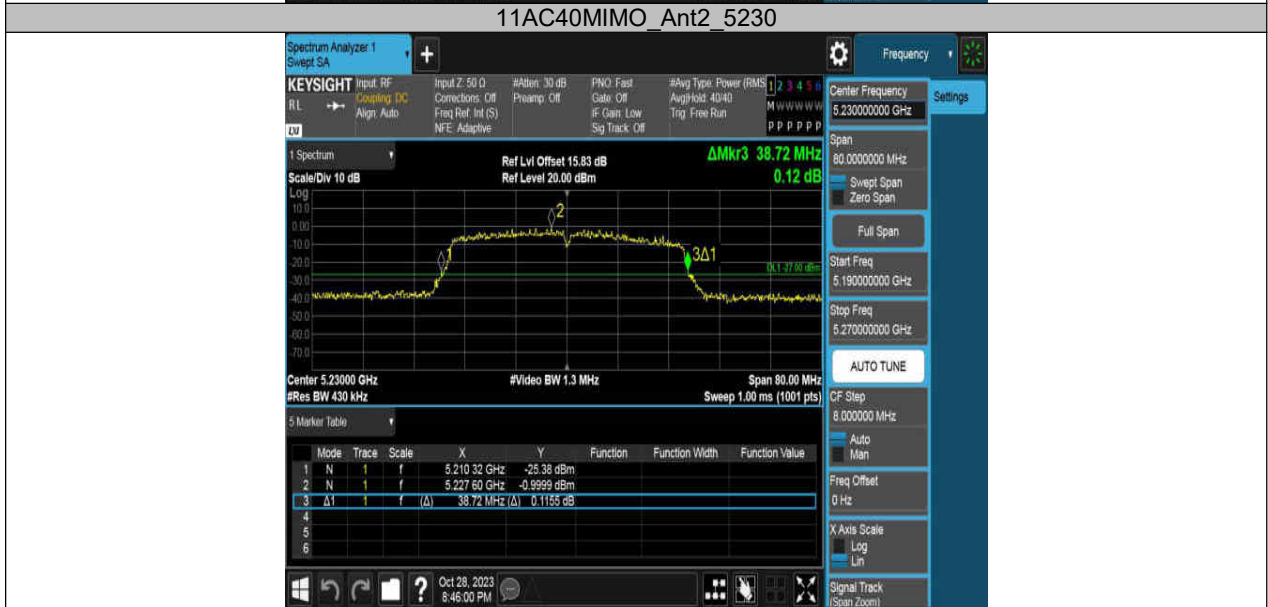 11AC40MIMO_Ant2_5230
Spectrum Analyzer 1
Swept SA
+
Frequency
KEYSIGHT
RL
Input: RF
Coupling: DC
Align: Auto
Input Z: 50 Ω
Corrections: Off
Freq Ref: Int (S)
NFE: Adaptive
#Atten: 30 dB
Preamp: Off
PNO: Fast
Gate: Off
IF Gain: Low
Sig Track: Off
#Avg Type: Power (RMS
Avg|Hold: 40/40
Trig: Free Run
1 2 3 4 5 6
M W W W W W
P P P P P P
Center Frequency
5.230000000 GHz
Settings
Span
80.0000000 MHz
Swept Span
Zero Span
Full Span
Start Freq
5.190000000 GHz
Stop Freq
5.270000000 GHz
AUTO TUNE
CF Step
8.000000 MHz
Auto
Man
Freq Offset
0 Hz
X Axis Scale
Log
Lin
Signal Track
(Span Zoom)
1 Spectrum
Scale/Div 10 dB
Ref Lvl Offset 15.83 dB
Ref Level 20.00 dBm
ΔMkr3 38.72 MHz
0.12 dB
Log
10.0
0.00
-10.0
-20.0
-30.0
-40.0
-50.0
-60.0
-70.0
1
2
3Δ1
DL1 -27.00 dBm
Center 5.23000 GHz
#Video BW 1.3 MHz
Span 80.00 MHz
#Res BW 430 kHz
Sweep 1.00 ms (1001 pts)
5 Marker Table
Mode Trace Scale X Y Function Function Width Function Value
1 N 1 f 5.210 32 GHz -25.38 dBm
2 N 1 f 5.227 60 GHz -0.9999 dBm
3 Δ1 1 f (Δ) 38.72 MHz (Δ) 0.1155 dB
4
5
6
?
Oct 28, 2023
8:46:00 PM